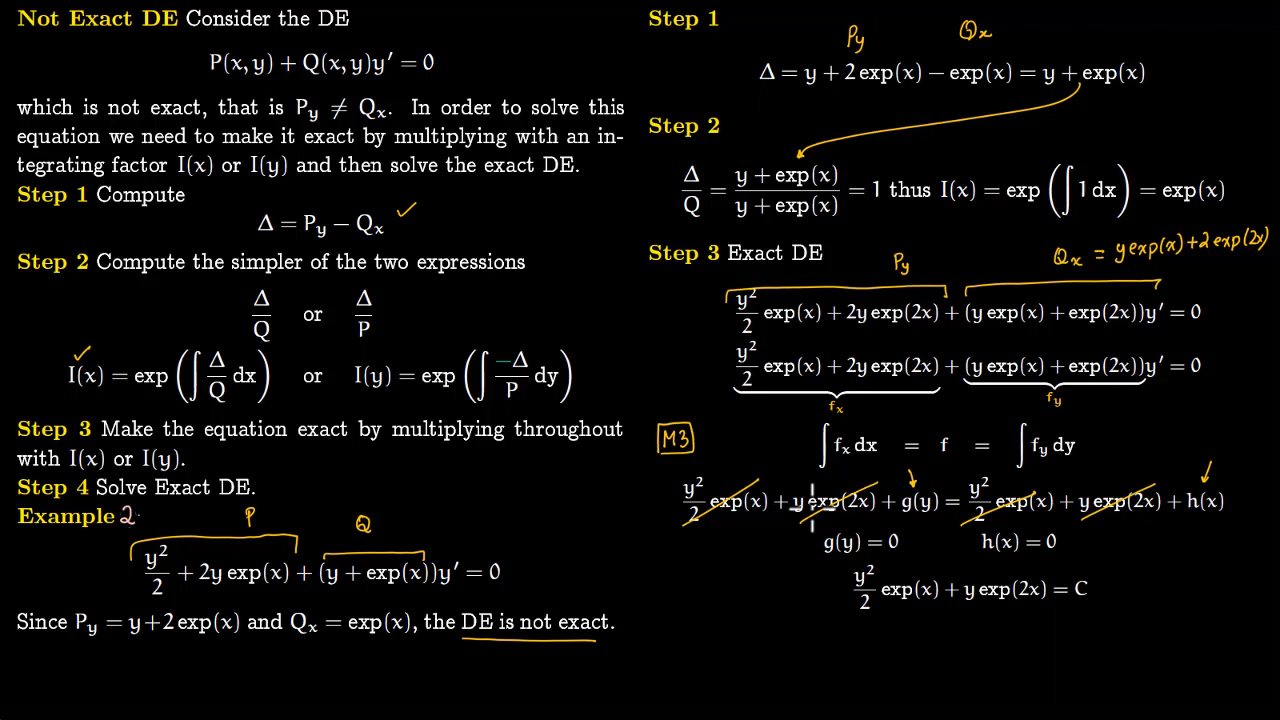 Not Exact DE Consider the DE
P(x, y) + Q(x, y)y′ = 0
which is not exact, that is P_y ≠ Q_x. In order to solve this
equation we need to make it exact by multiplying with an in-
tegrating factor I(x) or I(y) and then solve the exact DE.
Step 1 Compute
Δ = P_y − Q_x ✓
Step 2 Compute the simpler of the two expressions
Δ/Q or Δ/P
✓
I(x) = exp(∫ Δ/Q dx) or I(y) = exp(∫ −Δ/P dy)
Step 3 Make the equation exact by multiplying throughout
with I(x) or I(y).
Step 4 Solve Exact DE.
Example 2
P Q
y²/2 + 2y exp(x) + (y + exp(x))y′ = 0
Since P_y = y+2 exp(x) and Q_x = exp(x), the DE is not exact.
Step 1
Py Qx
Δ = y + 2 exp(x) − exp(x) = y + exp(x)
Step 2
Δ/Q = (y + exp(x))/(y + exp(x)) = 1 thus I(x) = exp(∫ 1 dx) = exp(x)
Step 3 Exact DE
Py Qx = y exp(x) + 2 exp(2x)
y²/2 exp(x) + 2y exp(2x) + (y exp(x) + exp(2x))y′ = 0
y²/2 exp(x) + 2y exp(2x) + (y exp(x) + exp(2x))y′ = 0
f_x f_y
M3
∫ f_x dx = f = ∫ f_y dy
y²/2 exp(x) + y exp(2x) + g(y) = y²/2 exp(x) + y exp(2x) + h(x)
g(y) = 0 h(x) = 0
y²/2 exp(x) + y exp(2x) = C